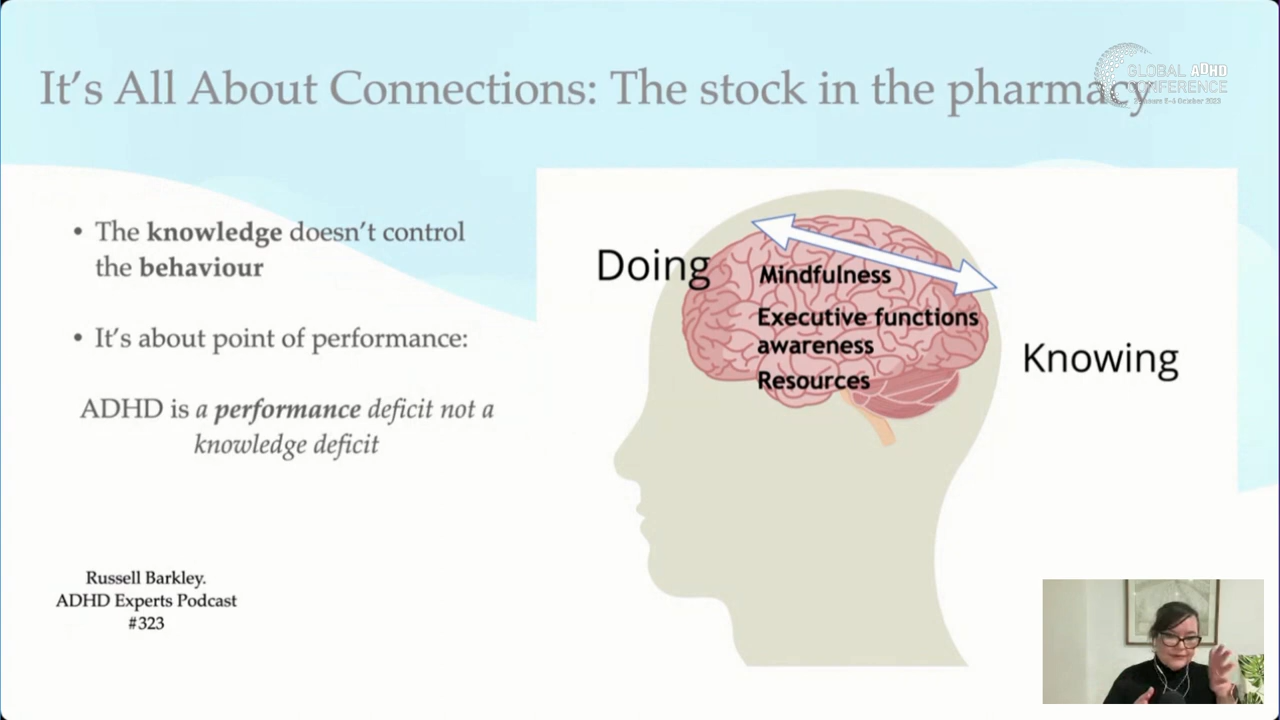 It's All About Connections: The stock in the pharmacy
GLOBAL ADHD
CONFERENCE
October 2023
• The knowledge doesn't control
the behaviour
• It's about point of performance:
ADHD is a performance deficit not a
knowledge deficit
Doing
Mindfulness
Executive functions
awareness
Resources
Knowing
Russell Barkley.
ADHD Experts Podcast
#323